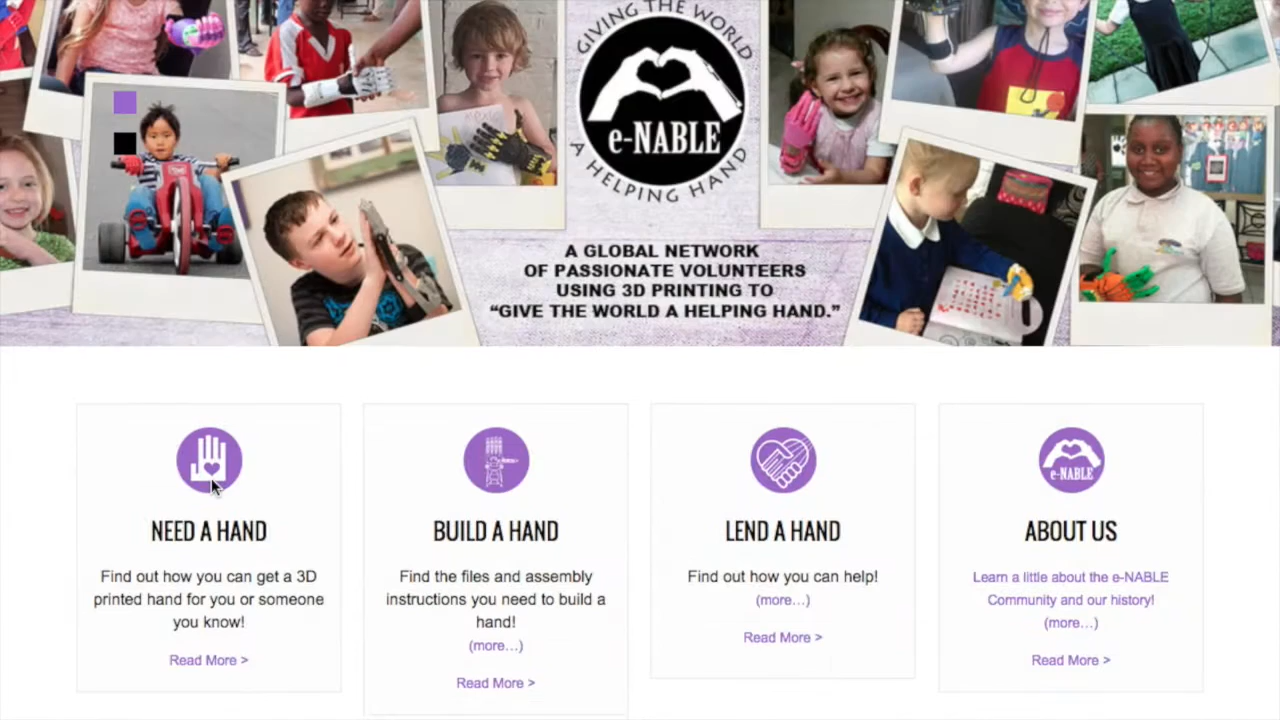 GIVING THE WORLD
e-NABLE
A HELPING HAND
A GLOBAL NETWORK
OF PASSIONATE VOLUNTEERS
USING 3D PRINTING TO
“GIVE THE WORLD A HELPING HAND.”
e-NABLE
NEED A HAND
Find out how you can get a 3D
printed hand for you or someone
you know!
Read More >
BUILD A HAND
Find the files and assembly
instructions you need to build a
hand!
(more...)
Read More >
LEND A HAND
Find out how you can help!
(more...)
Read More >
ABOUT US
Learn a little about the e-NABLE
Community and our history!
(more...)
Read More >